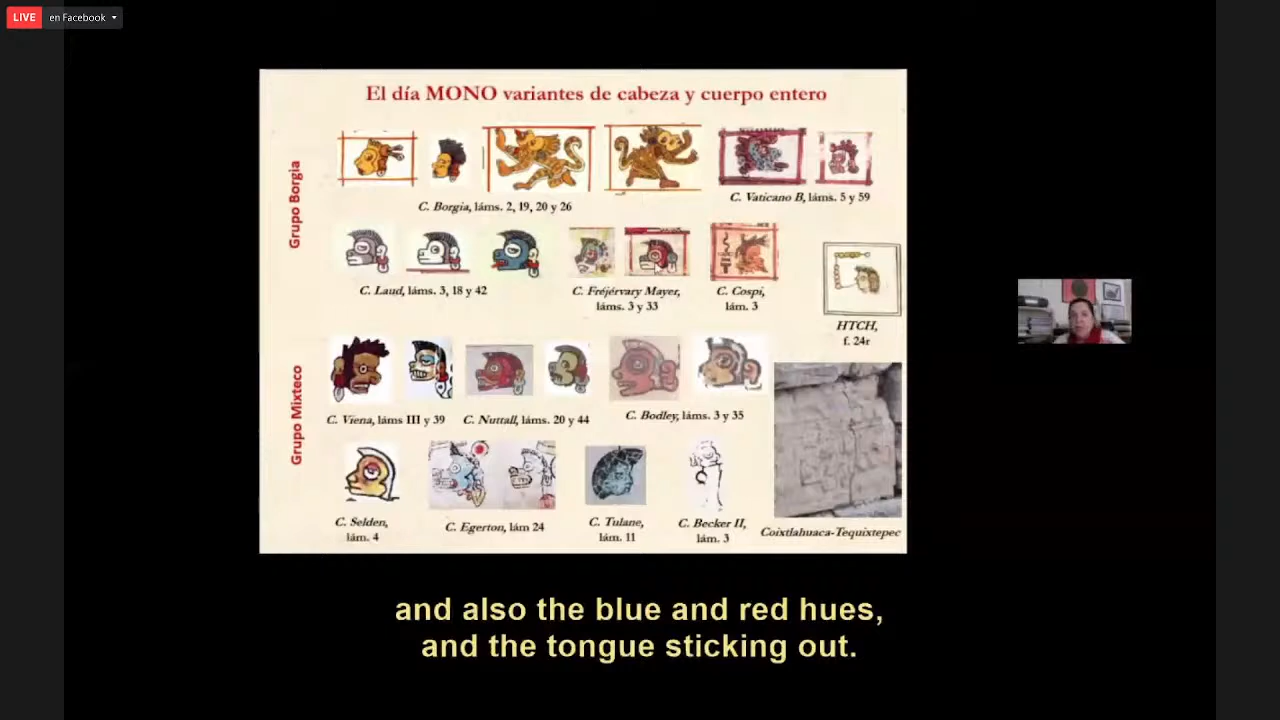 LIVE en Facebook
El día MONO variantes de cabeza y cuerpo entero
Grupo Borgia
C. Borgia, láms. 2, 19, 20 y 26
C. Vaticano B, láms. 5 y 59
C. Laud, láms. 3, 18 y 42
C. Fréjérvary Mayer,
láms. 3 y 33
C. Cospi,
lám. 3
HTCH,
f. 24r
Grupo Mixteco
C. Viena, láms III y 39
C. Nuttall, láms. 20 y 44
C. Bodley, láms. 3 y 35
C. Selden,
lám. 4
C. Egerton, lám 24
C. Tulane,
lám. 11
C. Becker II,
lám. 3
Coixtlahuaca-Tequixtepec
and also the blue and red hues,
and the tongue sticking out.